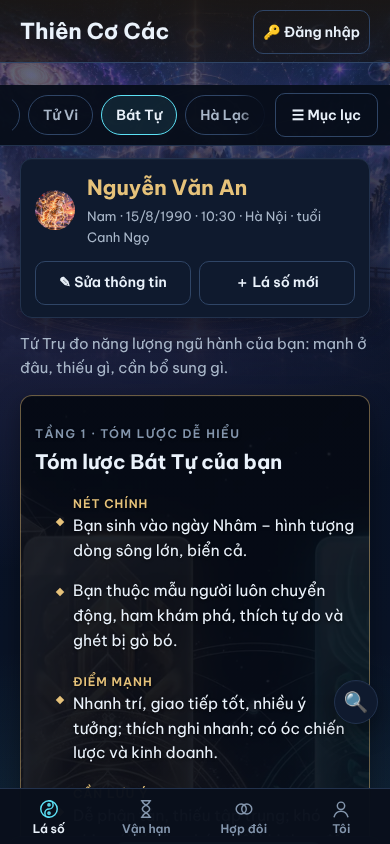 Thiên Cơ Các
🔑 Đăng nhập
Tử Vi
Bát Tự
Hà Lạc
☰ Mục lục
Nguyễn Văn An
Nam · 15/8/1990 · 10:30 · Hà Nội · tuổi
Canh Ngọ
✎ Sửa thông tin
+ Lá số mới
Tứ Trụ đo năng lượng ngũ hành của bạn: mạnh ở
đâu, thiếu gì, cần bổ sung gì.
TẦNG 1 · TÓM LƯỢC DỄ HIỂU
Tóm lược Bát Tự của bạn
NÉT CHÍNH
Bạn sinh vào ngày Nhâm – hình tượng
dòng sông lớn, biển cả.
Bạn thuộc mẫu người luôn chuyển
động, ham khám phá, thích tự do và
ghét bị gò bó.
ĐIỂM MẠNH
Nhanh trí, giao tiếp tốt, nhiều ý
tưởng; thích nghi nhanh; có óc chiến
lược và kinh doanh.
Lá số
Vận hạn
Hợp đôi
Tôi